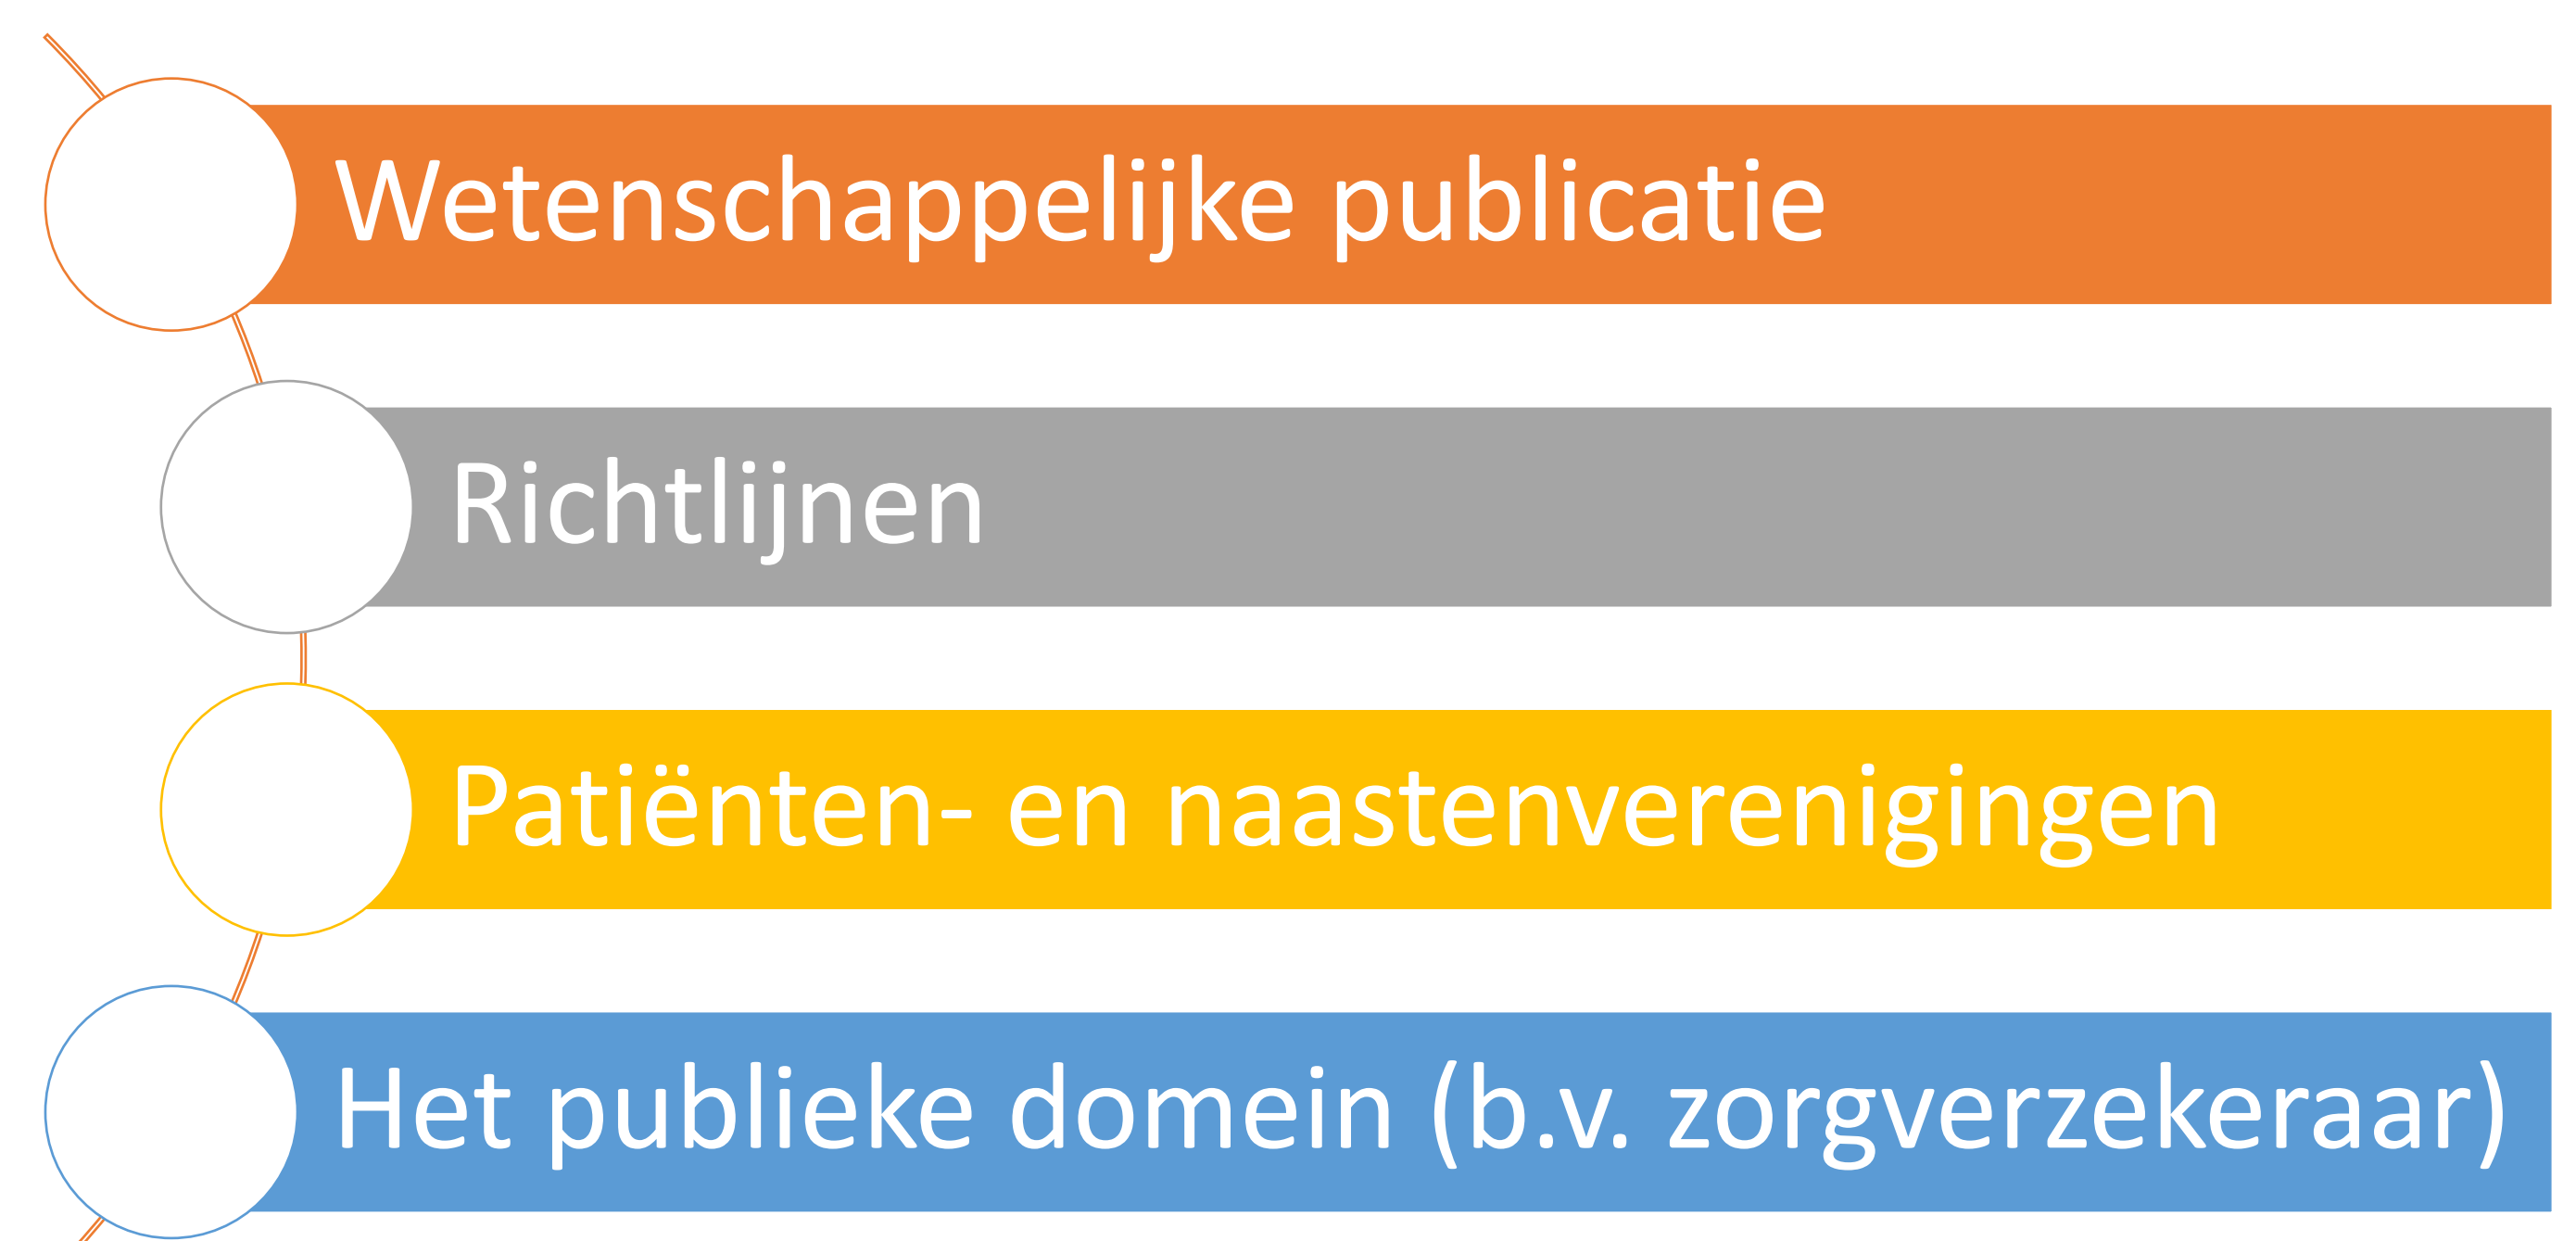 Wetenschappelijke publicatie
Richtlijnen
Patiënten- en naastenverenigingen
Het publieke domein (b.v. zorgverzekeraar)